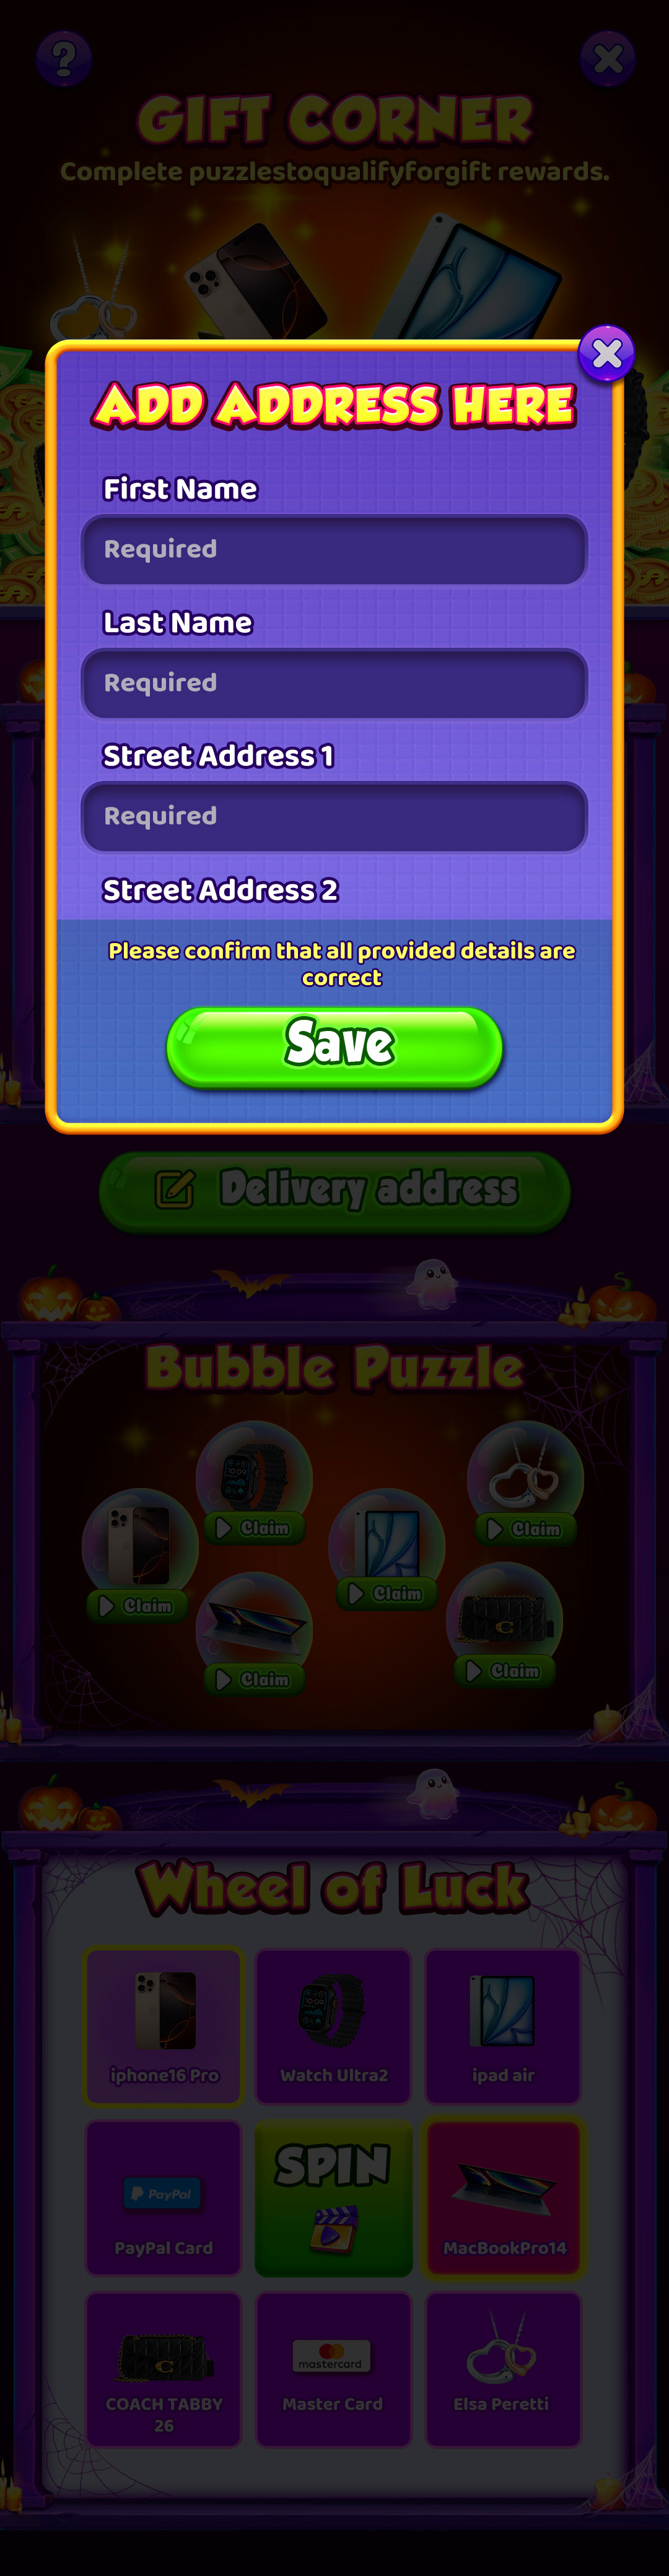 ?
GIFT CORNER
Complete puzzlestoqualifyforgift rewards.
ADD ADDRESS HERE
First Name
Required
Last Name
Required
Street Address 1
Required
Street Address 2
Please confirm that all provided details are
correct
Save
Delivery address
Bubble Puzzle
Claim
Claim
Claim
Claim
Claim
Claim
Wheel of Luck
iphone16 Pro
Watch Ultra2
ipad air
PayPal
PayPal Card
SPIN
MacBookPro14
COACH TABBY
26
mastercard
Master Card
Elsa Peretti